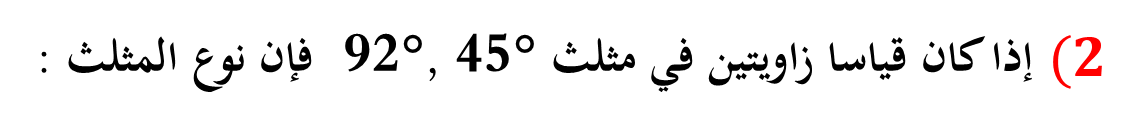 2) إذا كان قياسا زاويتين في مثلث 45° ,92° فإن نوع المثلث :